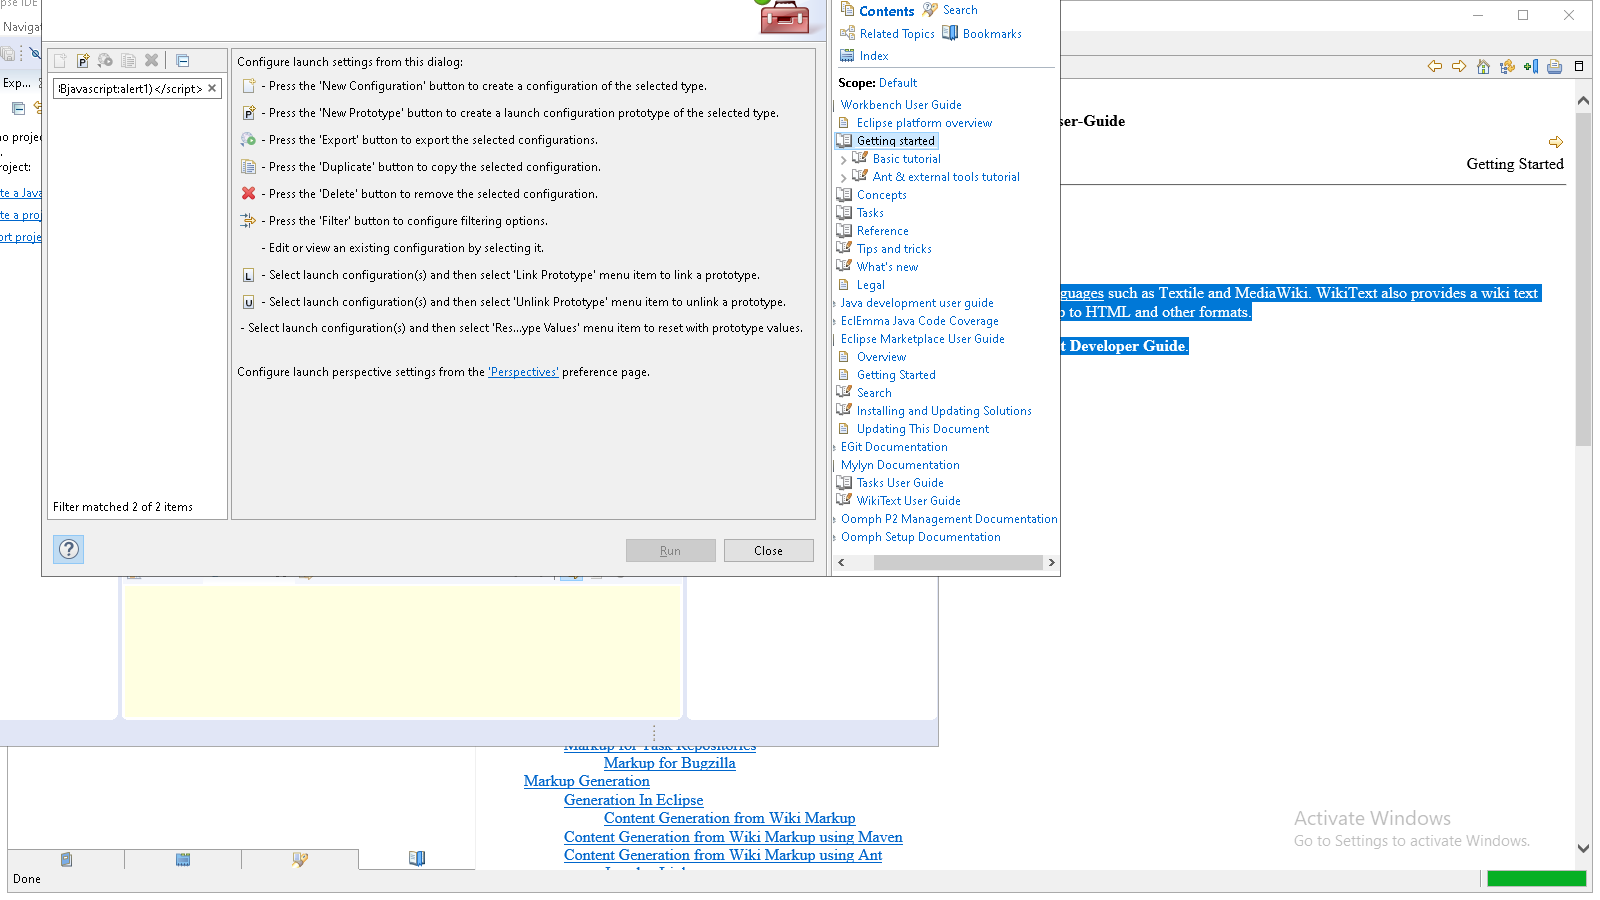 pse IDE
Naviga
Exp...
no projec
roject:
te a Java
te a proj
ort proje
Bjavascript:alert1)</script>
Filter matched 2 of 2 items
Configure launch settings from this dialog:
- Press the 'New Configuration' button to create a configuration of the selected type.
- Press the 'New Prototype' button to create a launch configuration prototype of the selected type.
- Press the 'Export' button to export the selected configurations.
- Press the 'Duplicate' button to copy the selected configuration.
- Press the 'Delete' button to remove the selected configuration.
- Press the 'Filter' button to configure filtering options.
- Edit or view an existing configuration by selecting it.
- Select launch configuration(s) and then select 'Link Prototype' menu item to link a prototype.
- Select launch configuration(s) and then select 'Unlink Prototype' menu item to unlink a prototype.
- Select launch configuration(s) and then select 'Res...ype Values' menu item to reset with prototype values.
Configure launch perspective settings from the 'Perspectives' preference page.
Run
Close
Contents Search
Related Topics Bookmarks
Index
Scope: Default
Workbench User Guide
Eclipse platform overview
Getting started
Basic tutorial
Ant & external tools tutorial
Concepts
Tasks
Reference
Tips and tricks
What's new
Legal
Java development user guide
EclEmma Java Code Coverage
Eclipse Marketplace User Guide
Overview
Getting Started
Search
Installing and Updating Solutions
Updating This Document
EGit Documentation
Mylyn Documentation
Tasks User Guide
WikiText User Guide
Oomph P2 Management Documentation
Oomph Setup Documentation
ser-Guide
Getting Started
guages such as Textile and MediaWiki. WikiText also provides a wiki text
to HTML and other formats.
t Developer Guide.
Markup for Task Repositories
Markup for Bugzilla
Markup Generation
Generation In Eclipse
Content Generation from Wiki Markup
Content Generation from Wiki Markup using Maven
Content Generation from Wiki Markup using Ant
Activate Windows
Go to Settings to activate Windows.
Done